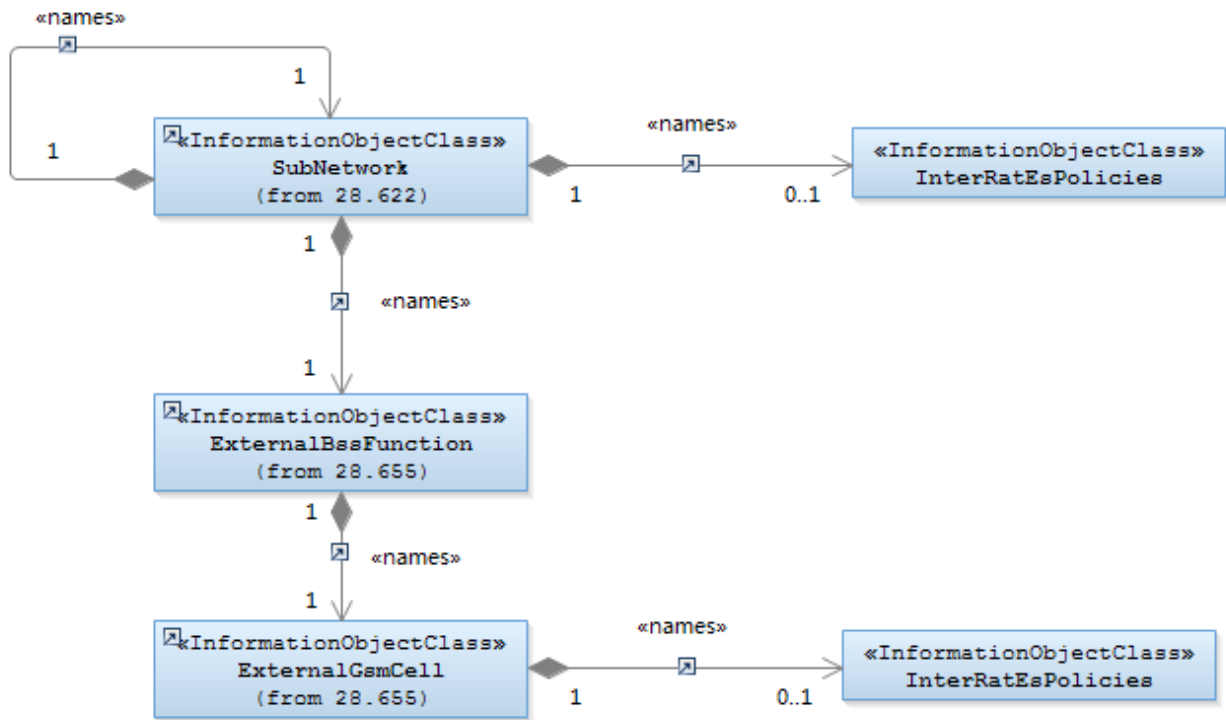 «names»
1
1
«InformationObjectClass»
SubNetwork
(from 28.622)
«names»
1
0..1
«InformationObjectClass»
InterRatEsPolicies
1
«names»
1
«InformationObjectClass»
ExternalBssFunction
(from 28.655)
1
«names»
1
«InformationObjectClass»
ExternalGsmCell
(from 28.655)
«names»
1
0..1
«InformationObjectClass»
InterRatEsPolicies